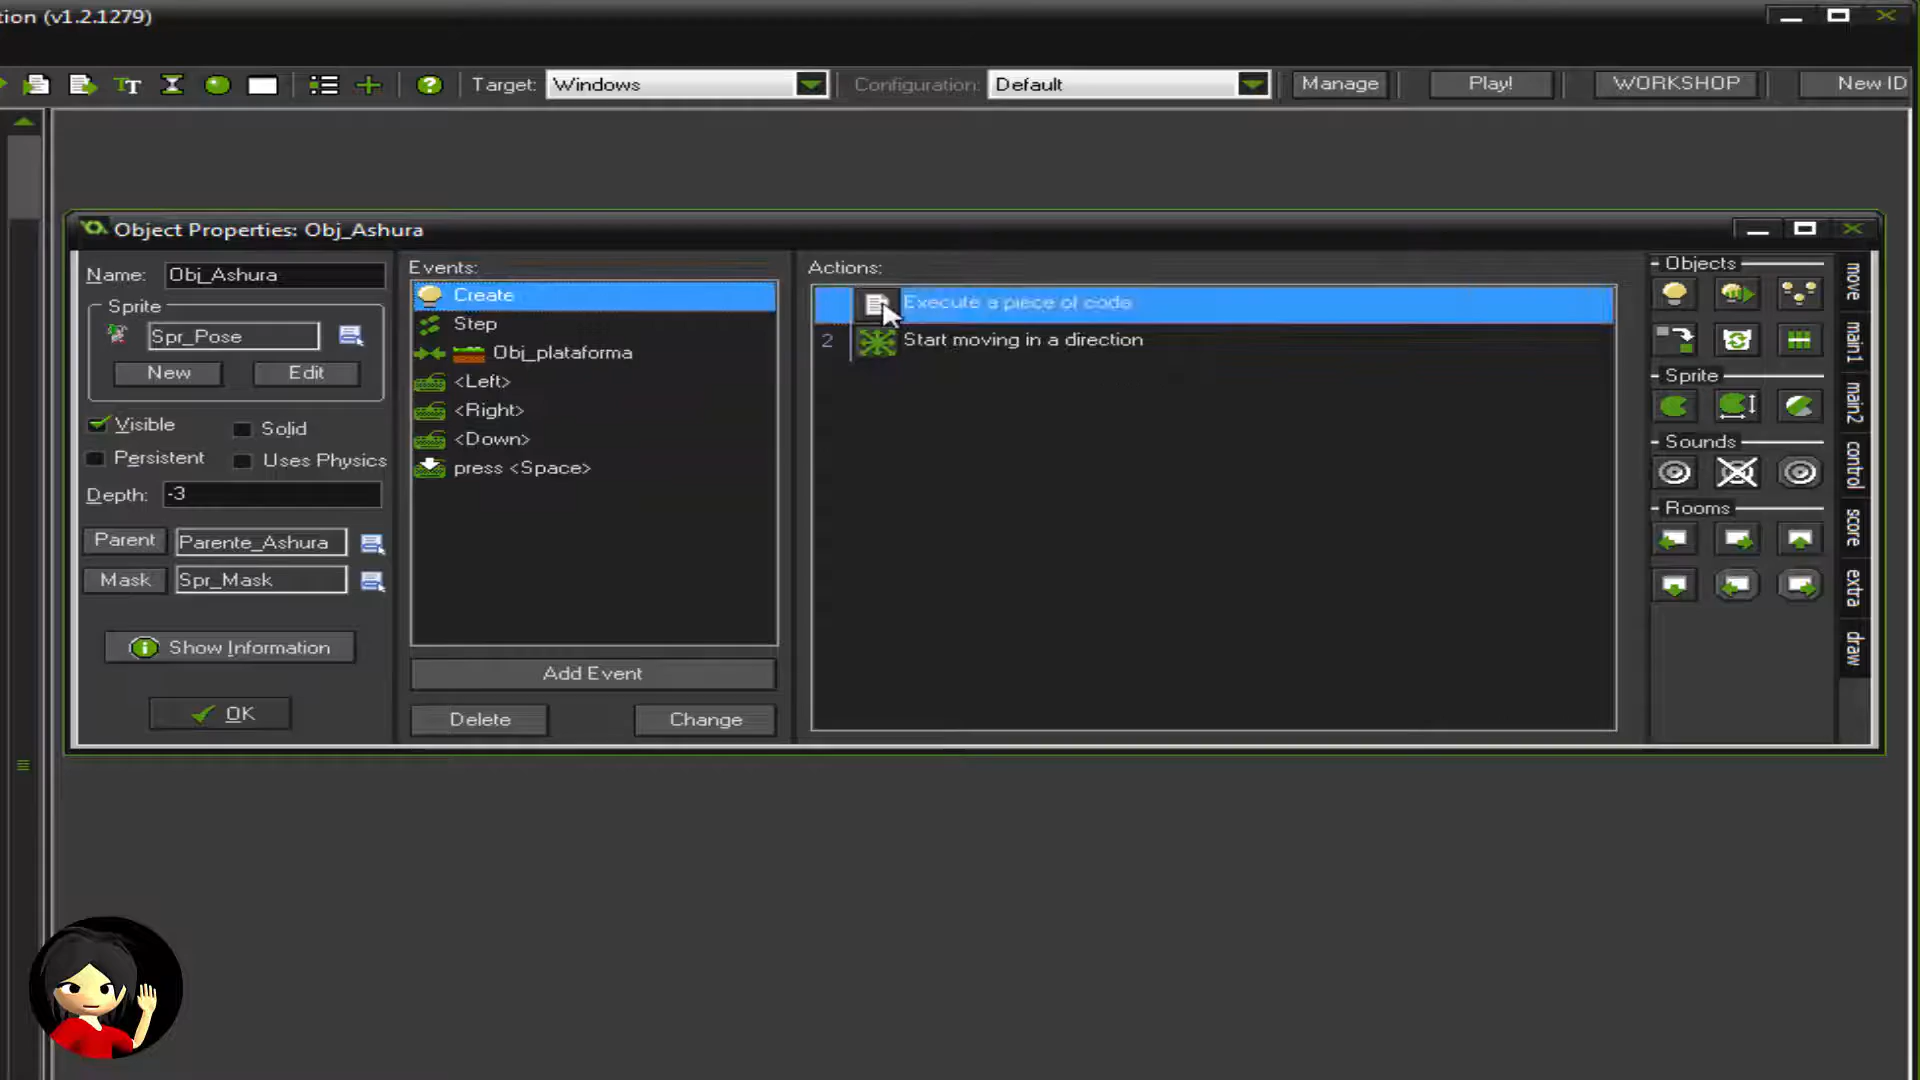 tion (v1.2.1279)
Target: Windows Configuration: Default Manage Play! WORKSHOP New ID
Object Properties: Obj_Ashura
Name: Obj_Ashura
Sprite
Spr_Pose
New Edit
Visible Solid
Persistent Uses Physics
Depth: -3
Parent Parente_Ashura
Mask Spr_Mask
Show Information
OK
Events:
Create
Step
Obj_plataforma
<Left>
<Right>
<Down>
press <Space>
Add Event
Delete Change
Actions:
Execute a piece of code
2 Start moving in a direction
Objects
Sprite
Sounds
Rooms
move
main1
main2
control
score
extra
draw